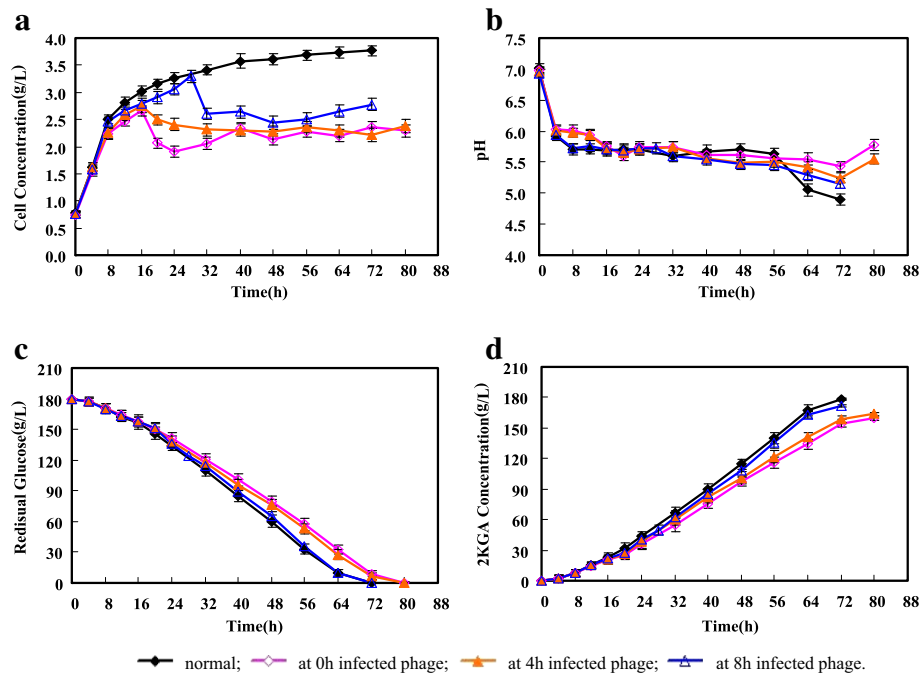 a
4.0
3.5
3.0
2.5
2.0
1.5
1.0
0.5
0.0
Cell Concentration(g/L)
0 8 16 24 32 40 48 56 64 72 80 88
Time(h)
b
7.5
7.0
6.5
6.0
5.5
5.0
4.5
4.0
pH
0 8 16 24 32 40 48 56 64 72 80 88
Time(h)
c
210
180
150
120
90
60
30
0
Redisual Glucose(g/L)
0 8 16 24 32 40 48 56 64 72 80 88
Time(h)
d
210
180
150
120
90
60
30
0
2KGA Concentration(g/L)
0 8 16 24 32 40 48 56 64 72 80 88
Time(h)
normal; at 0h infected phage; at 4h infected phage; at 8h infected phage.